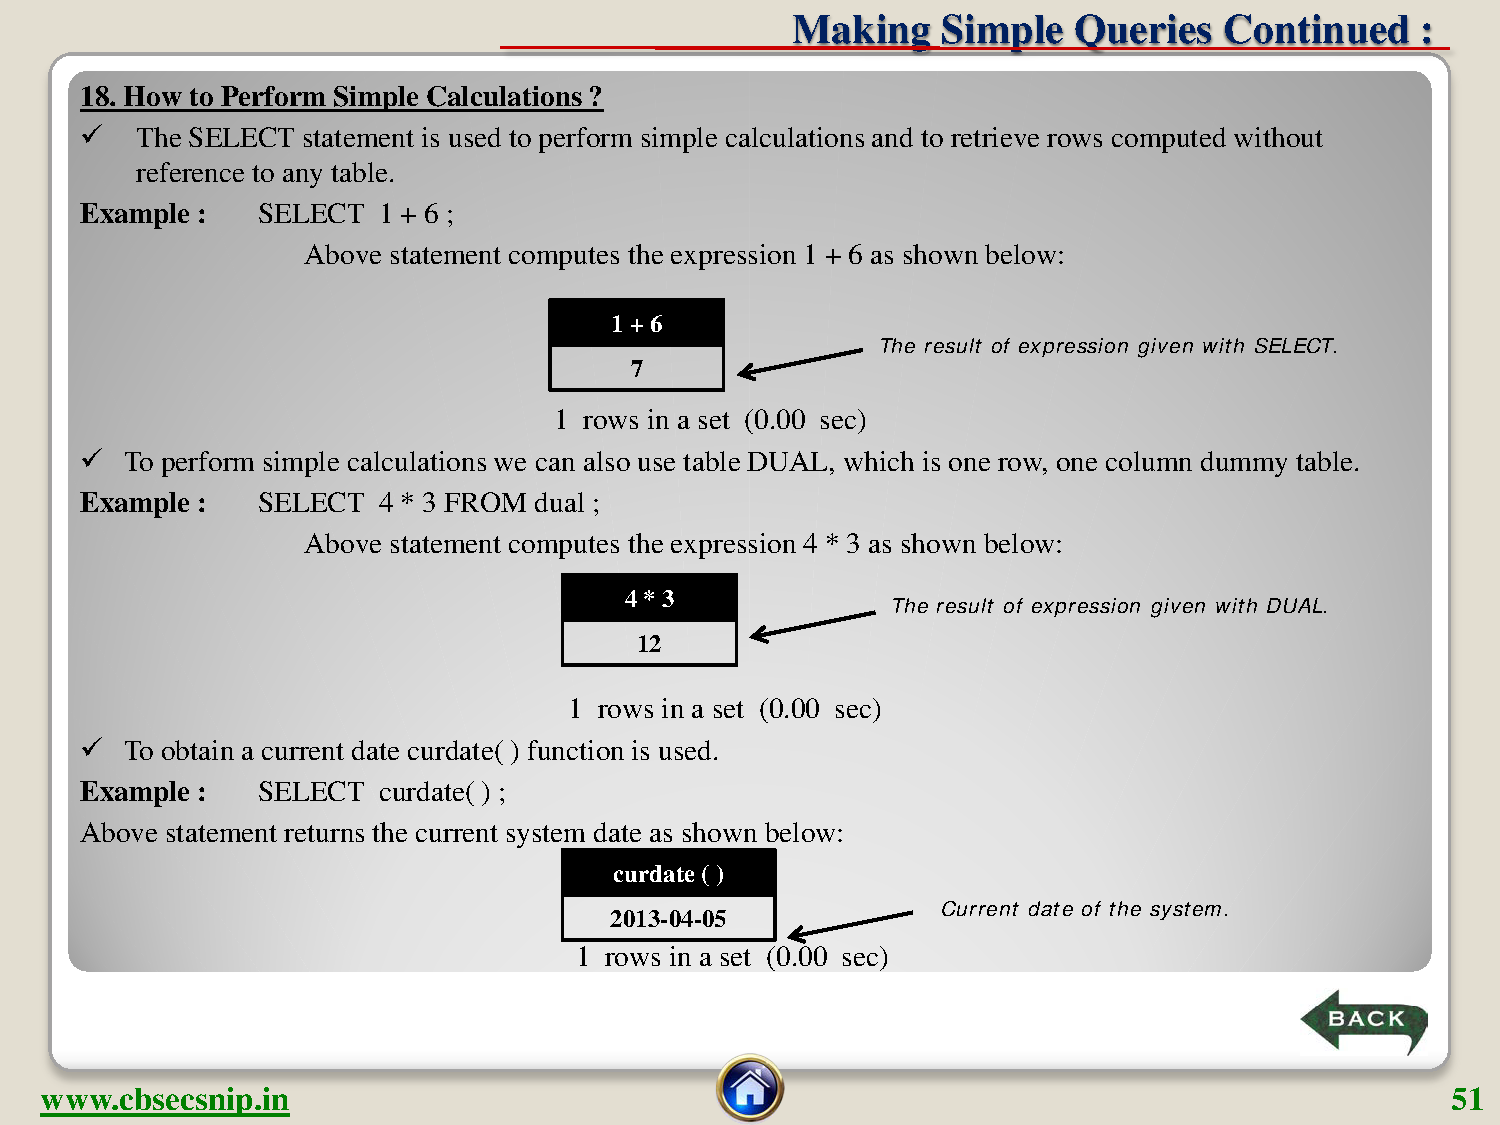 Making Simple Queries Continued :
18. How to Perform Simple Calculations ?
✓ The SELECT statement is used to perform simple calculations and to retrieve rows computed without
reference to any table.
Example : SELECT 1 + 6 ;
Above statement computes the expression 1 + 6 as shown below:
1 + 6
The result of expression given with SELECT.
7
1 rows in a set (0.00 sec)
✓ To perform simple calculations we can also use table DUAL, which is one row, one column dummy table.
Example : SELECT 4 * 3 FROM dual ;
Above statement computes the expression 4 * 3 as shown below:
4 * 3
The result of expression given with DUAL.
12
1 rows in a set (0.00 sec)
✓ To obtain a current date curdate( ) function is used.
Example : SELECT curdate( ) ;
Above statement returns the current system date as shown below:
curdate ( )
Current date of the system.
2013-04-05
1 rows in a set (0.00 sec)
BACK
www.cbsecsnip.in
51